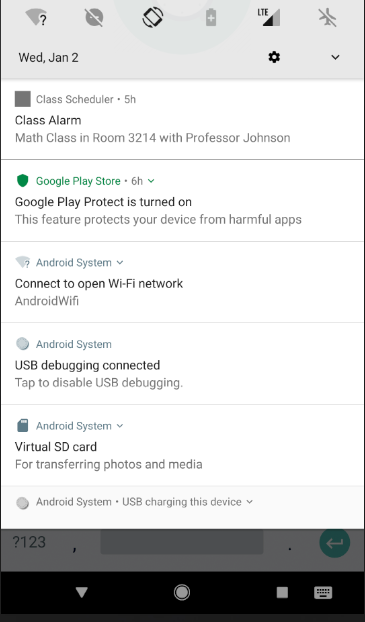 ?
LTE
Wed, Jan 2
Class Scheduler • 5h
Class Alarm
Math Class in Room 3214 with Professor Johnson
Google Play Store • 6h
Google Play Protect is turned on
This feature protects your device from harmful apps
?
Android System
Connect to open Wi-Fi network
AndroidWifi
Android System
USB debugging connected
Tap to disable USB debugging.
Android System
Virtual SD card
For transferring photos and media
Android System • USB charging this device
?123 , .